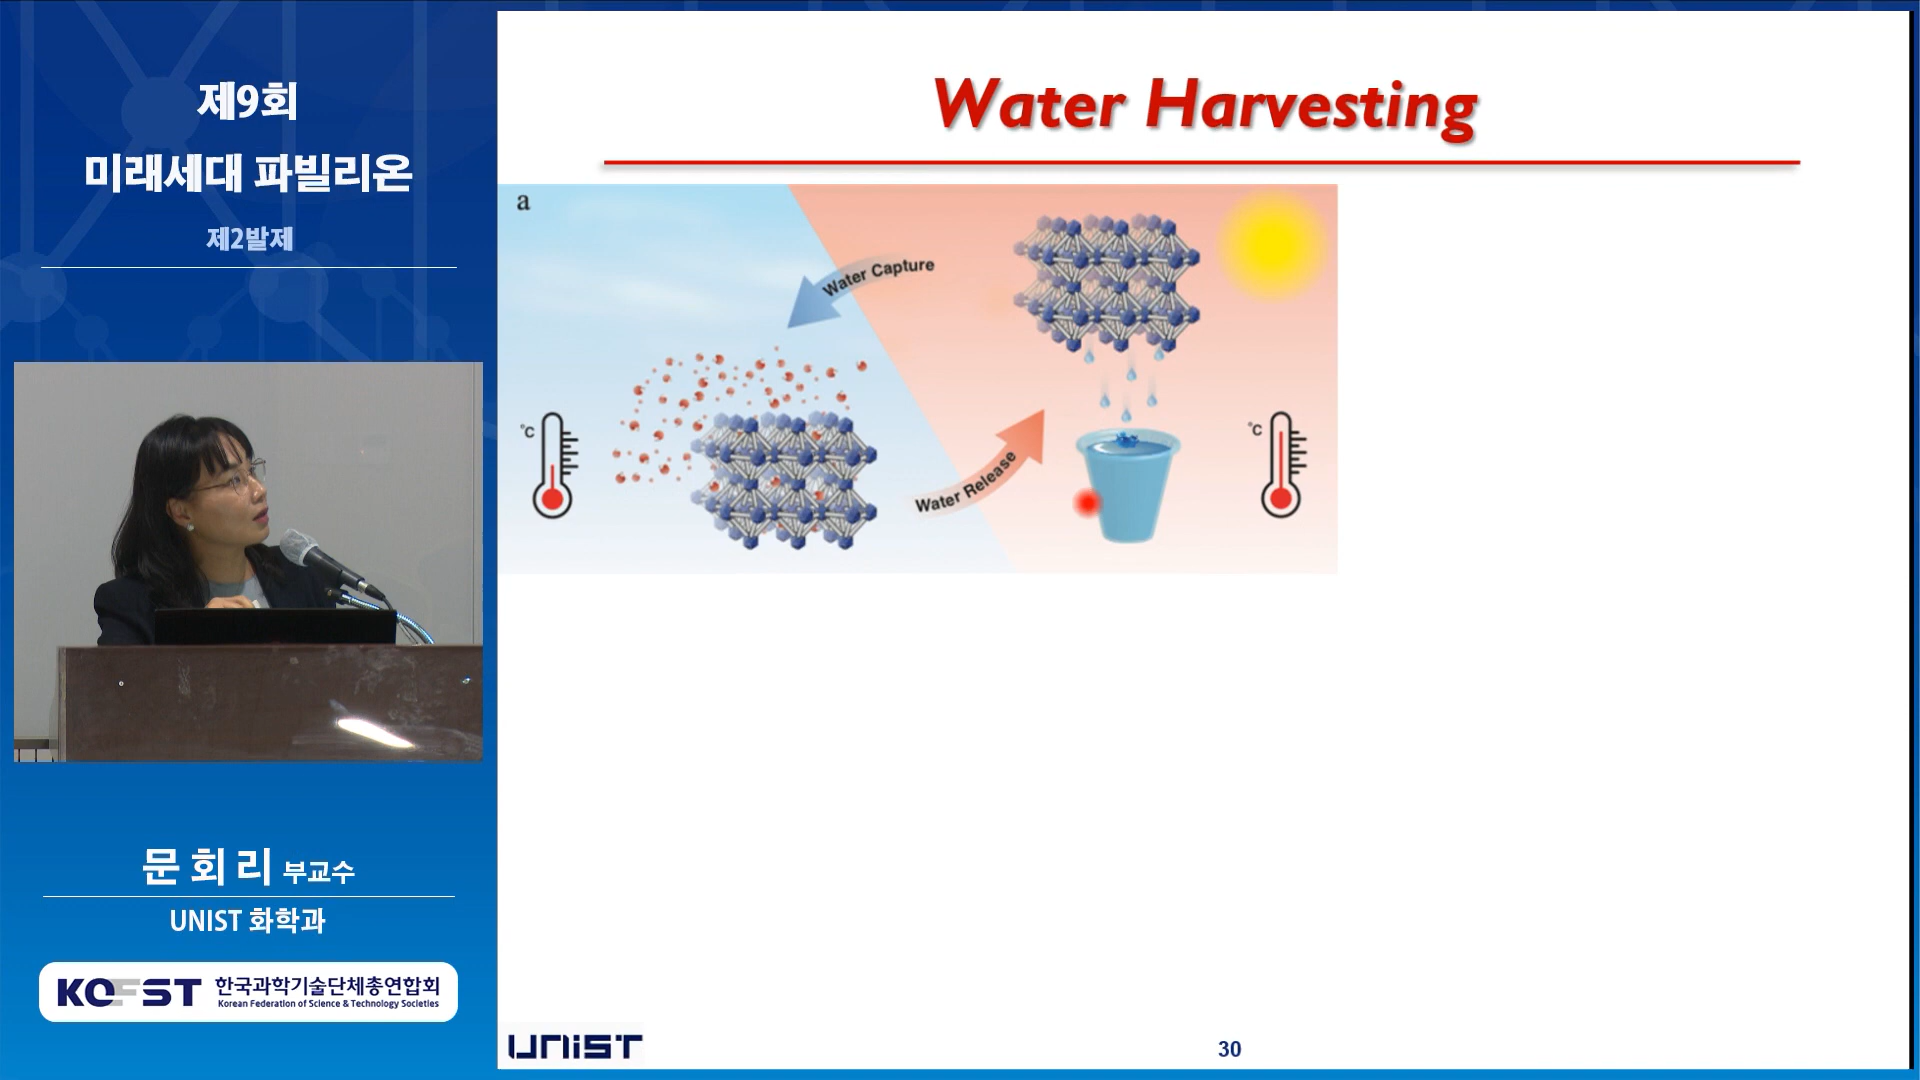 제9회
미래세대 파빌리온
제2발제
문회리 부교수
UNIST 화학과
KOFST 한국과학기술단체총연합회
Korean Federation of Science & Technology Societies
Water Harvesting
a
Water Capture
°C
Water Release
°C
UNIST
30